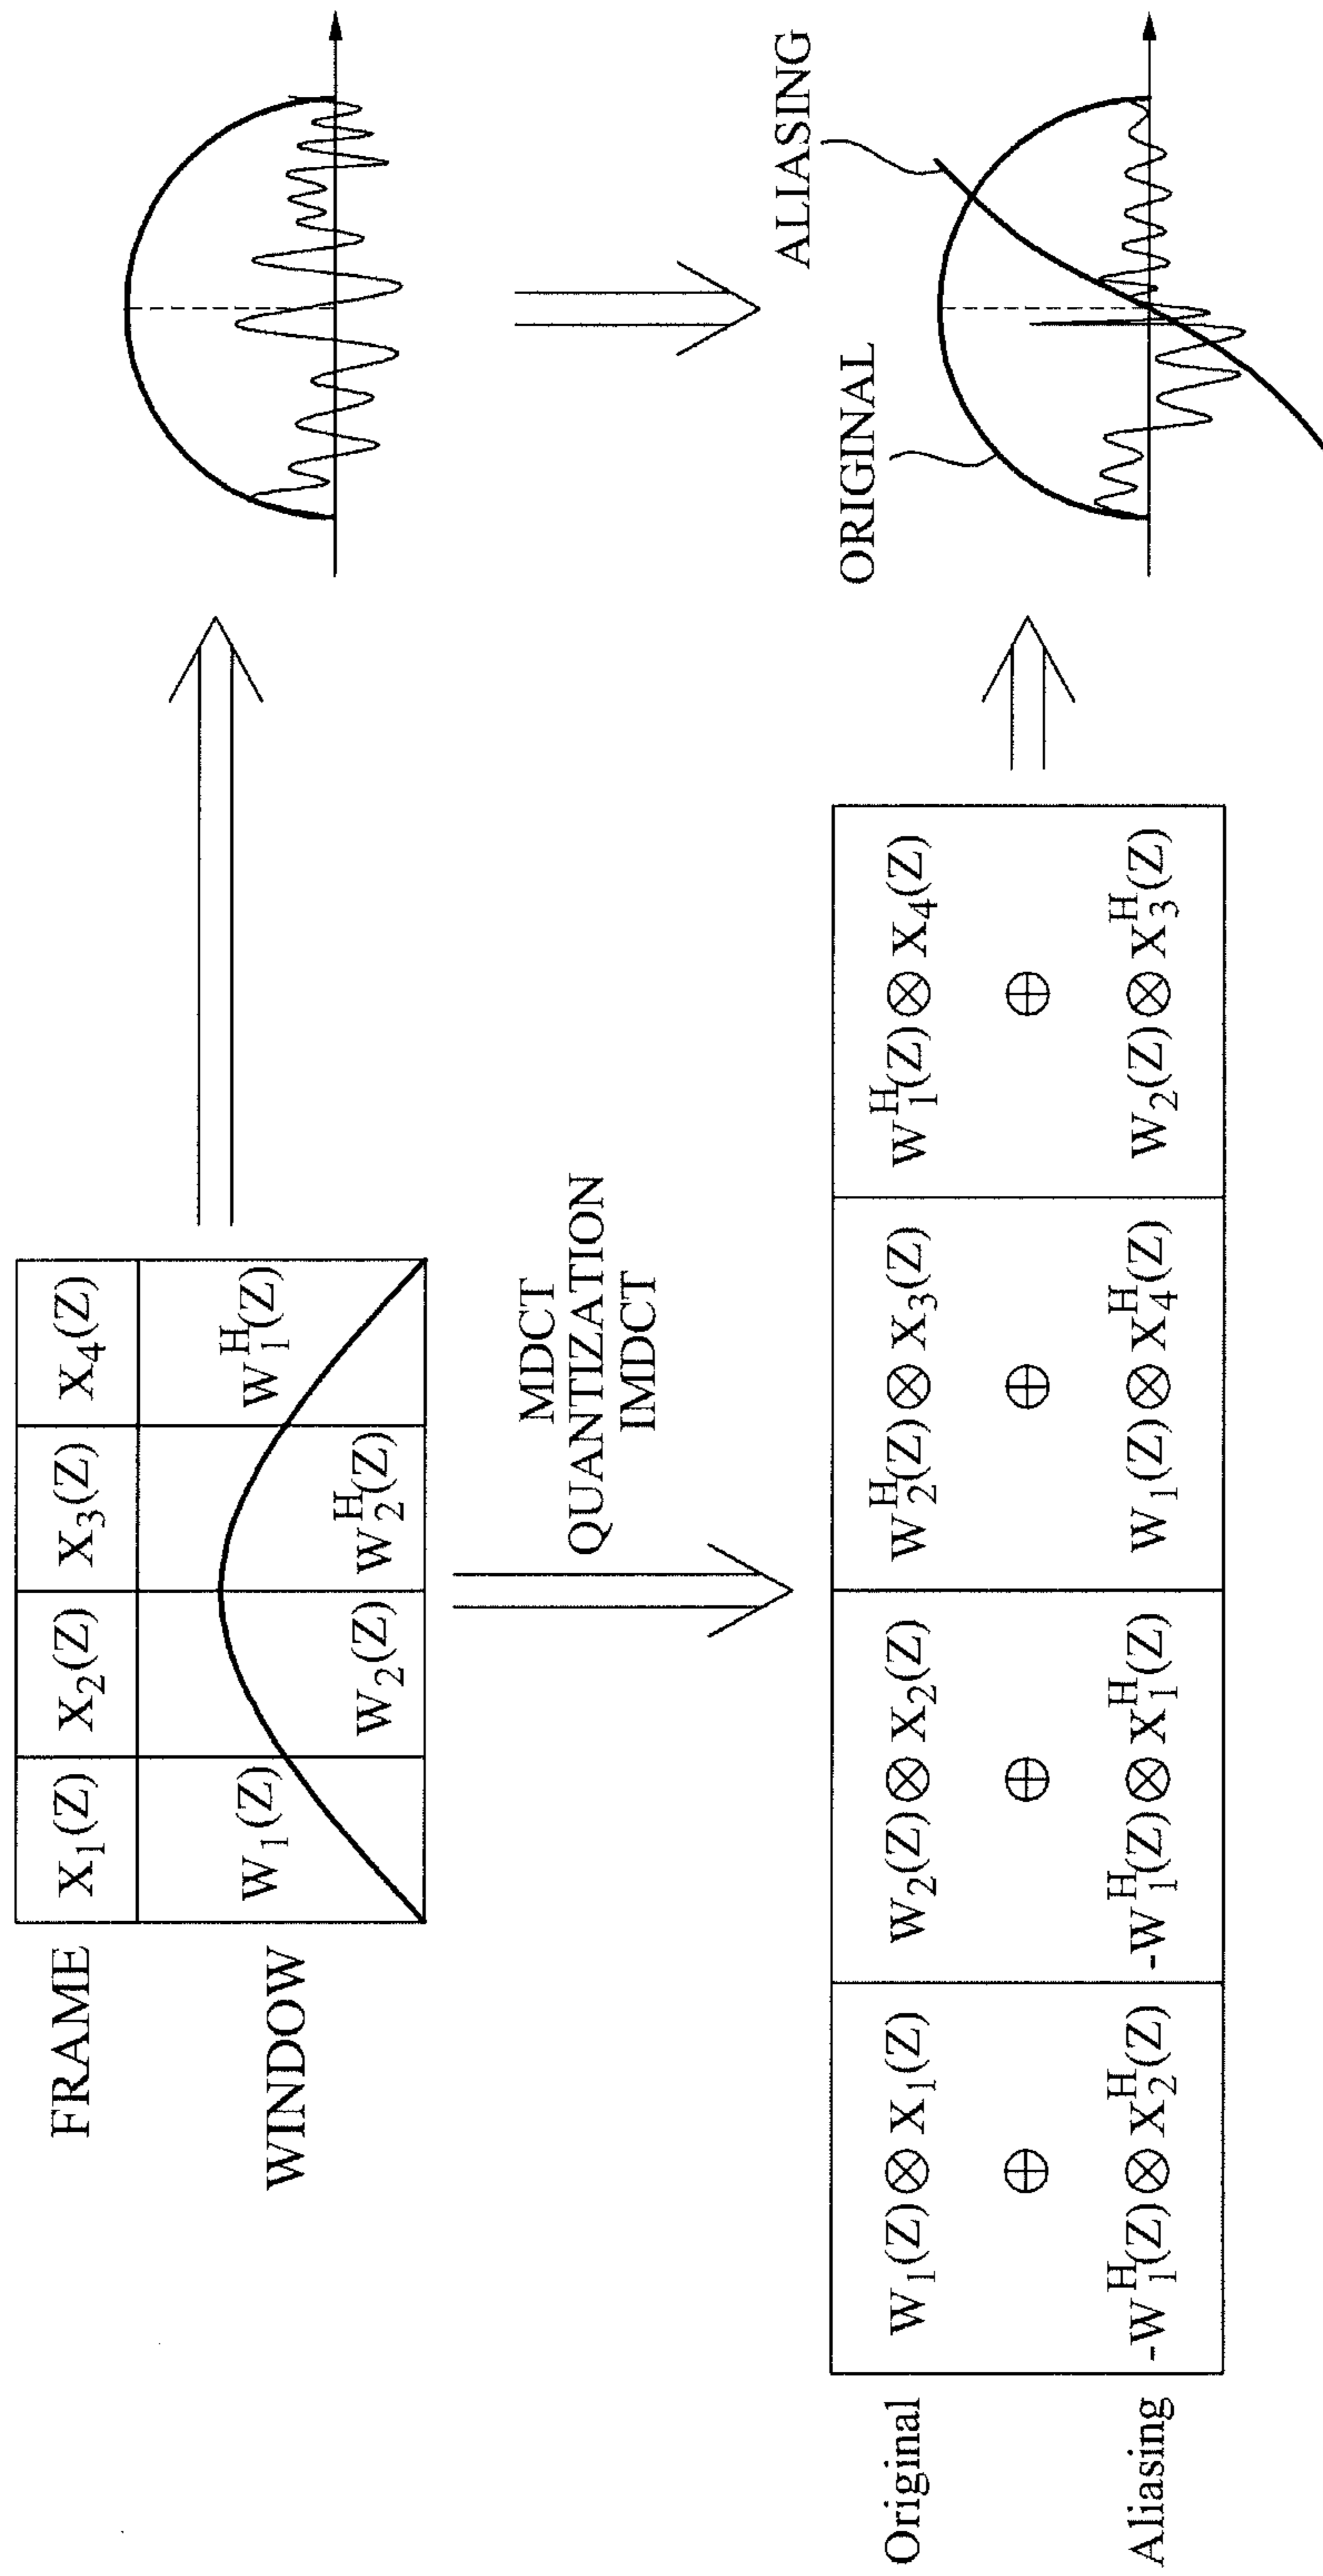 FRAME X₁(Z) X₂(Z) X₃(Z) X₄(Z)
WINDOW W₁(Z) W₂(Z) W₂ᴴ(Z) W₁ᴴ(Z)
MDCT
QUANTIZATION
IMDCT
Original W₁(Z)⊗X₁(Z) W₂(Z)⊗X₂(Z) W₂ᴴ(Z)⊗X₃(Z) W₁ᴴ(Z)⊗X₄(Z)
⊕ ⊕ ⊕ ⊕
Aliasing -W₁ᴴ(Z)⊗X₂ᴴ(Z) -W₁ᴴ(Z)⊗X₁ᴴ(Z) W₁(Z)⊗X₄ᴴ(Z) W₂(Z)⊗X₃ᴴ(Z)
ORIGINAL
ALIASING